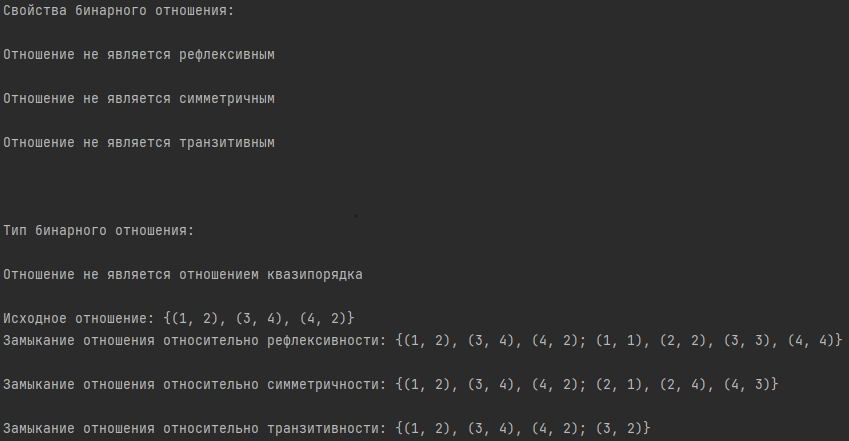 Свойства бинарного отношения:
Отношение не является рефлексивным
Отношение не является симметричным
Отношение не является транзитивным
Тип бинарного отношения:
Отношение не является отношением квазипорядка
Исходное отношение: {(1, 2), (3, 4), (4, 2)}
Замыкание отношения относительно рефлексивности: {(1, 2), (3, 4), (4, 2); (1, 1), (2, 2), (3, 3), (4, 4)}
Замыкание отношения относительно симметричности: {(1, 2), (3, 4), (4, 2); (2, 1), (2, 4), (4, 3)}
Замыкание отношения относительно транзитивности: {(1, 2), (3, 4), (4, 2); (3, 2)}